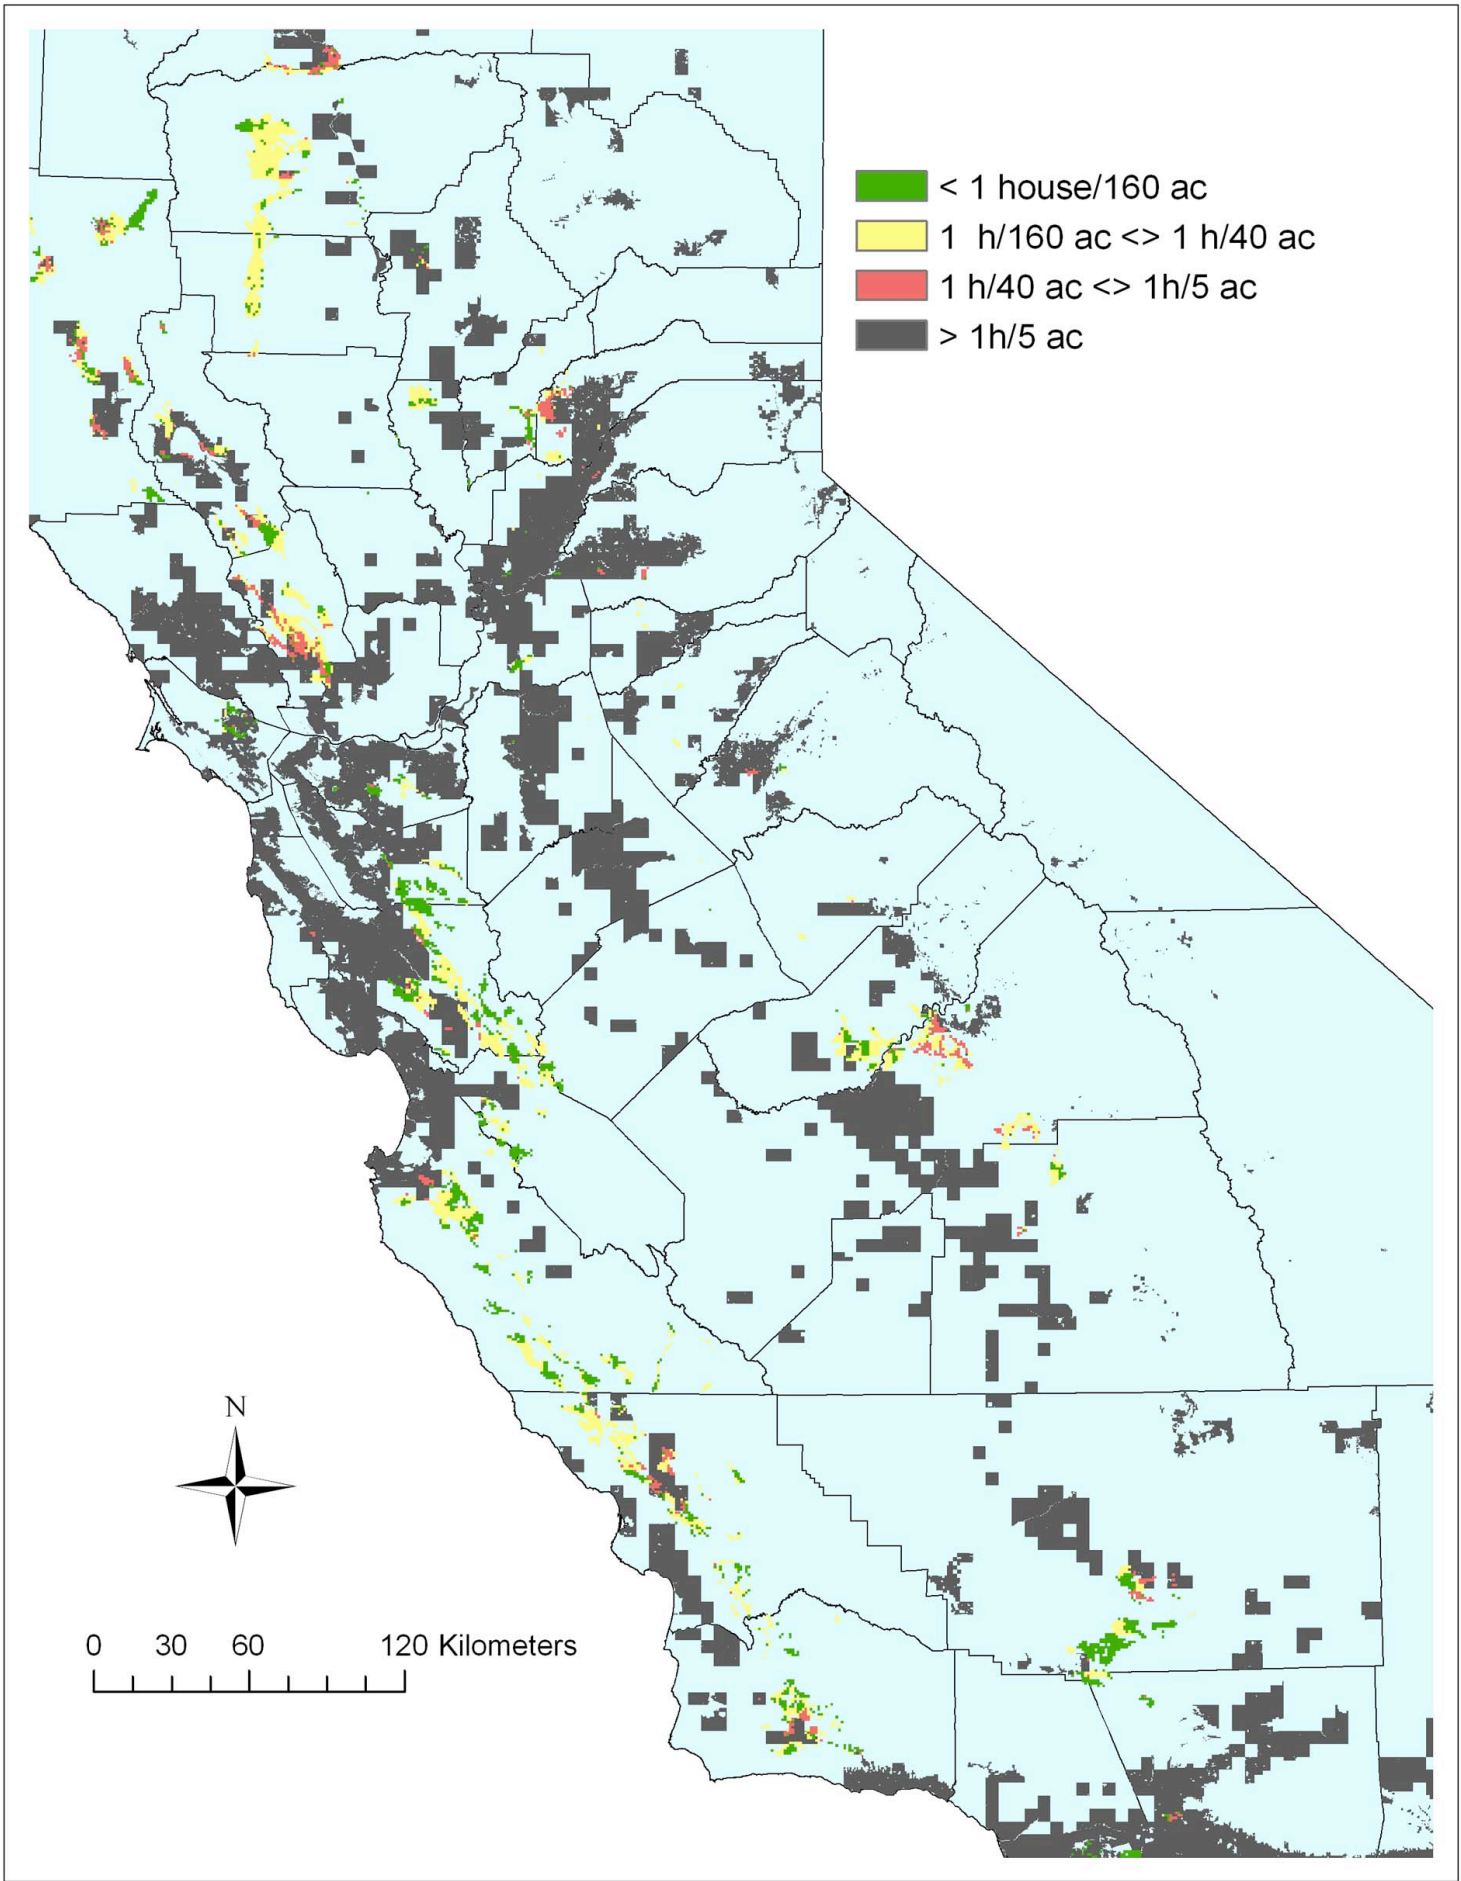 < 1 house/160 ac
1 h/160 ac <> 1 h/40 ac
1 h/40 ac <> 1h/5 ac
> 1h/5 ac
N
0 30 60 120 Kilometers